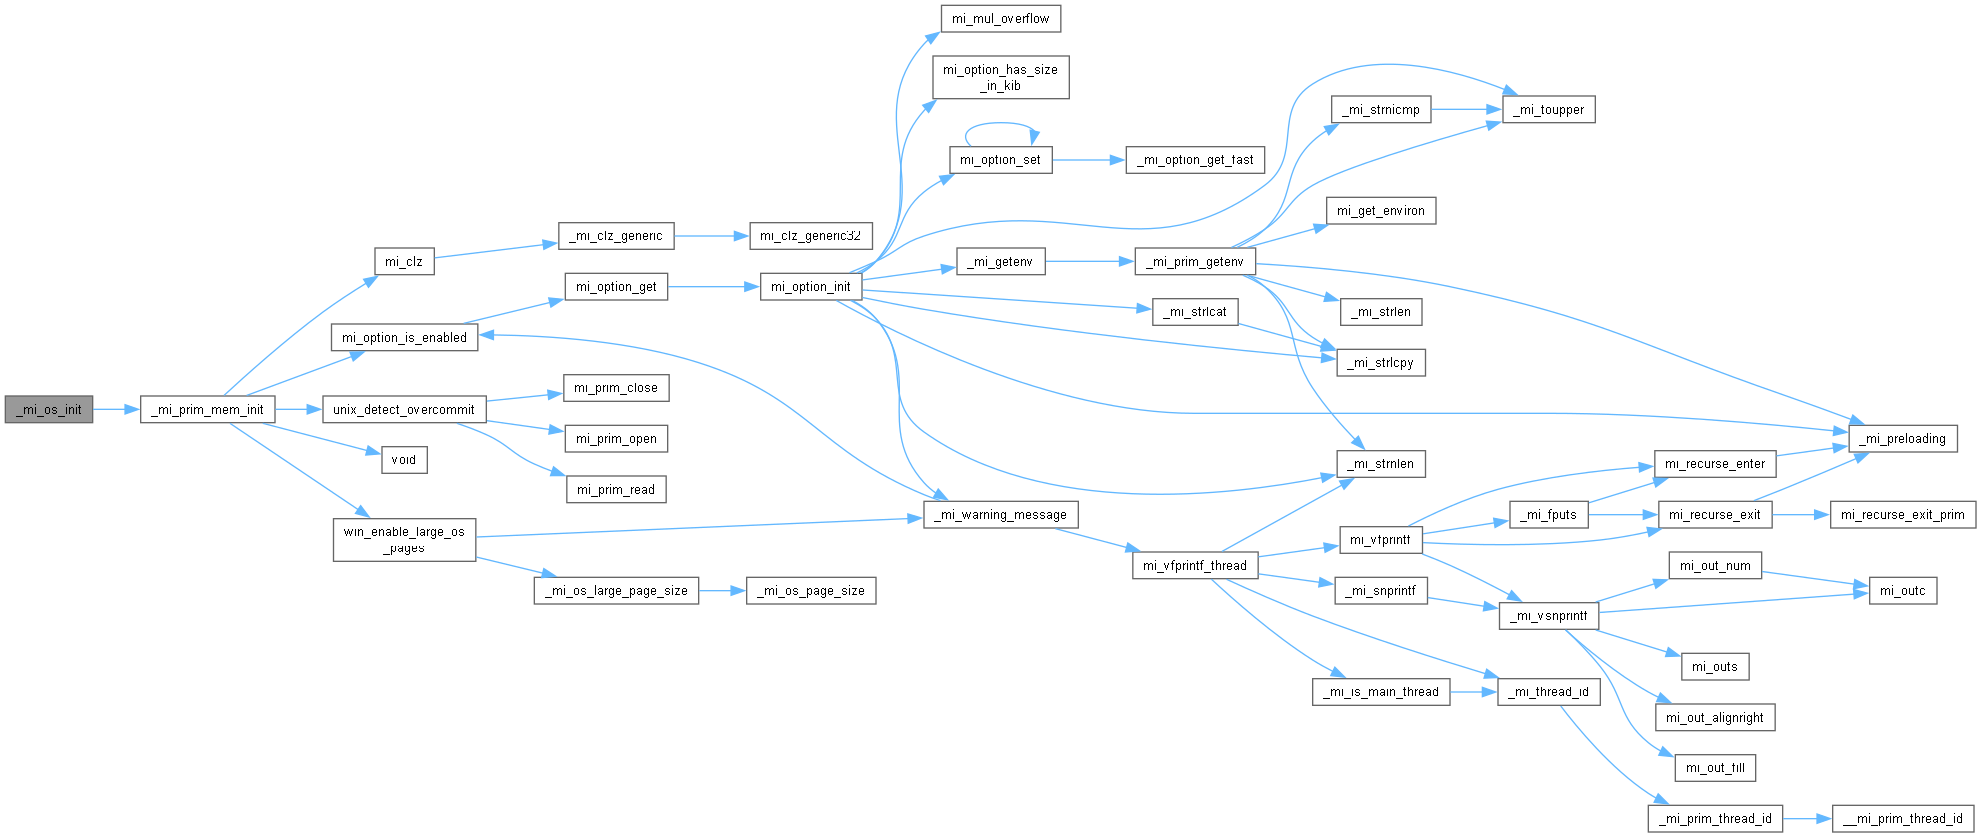 mi_mul_overflow
mi_option_has_size
_in_kib
_mi_strnicmp
_mi_toupper
mi_option_set
_mi_option_get_fast
mi_get_environ
_mi_clz_generic
mi_clz_generic32
mi_clz
_mi_getenv
_mi_prim_getenv
mi_option_get
mi_option_init
_mi_strlcat
_mi_strlen
mi_option_is_enabled
_mi_strlcpy
mi_prim_close
_mi_os_init
_mi_prim_mem_init
unix_detect_overcommit
mi_prim_open
_mi_preloading
void
_mi_strnlen
mi_recurse_enter
mi_prim_read
_mi_warning_message
_mi_fputs
mi_recurse_exit
mi_recurse_exit_prim
win_enable_large_os
_pages
mi_vfprintf
mi_vfprintf_thread
mi_out_num
_mi_os_large_page_size
_mi_os_page_size
_mi_snprintf
mi_outc
_mi_vsnprintf
mi_outs
_mi_is_main_thread
_mi_thread_id
mi_out_alignright
mi_out_fill
_mi_prim_thread_id
__mi_prim_thread_id